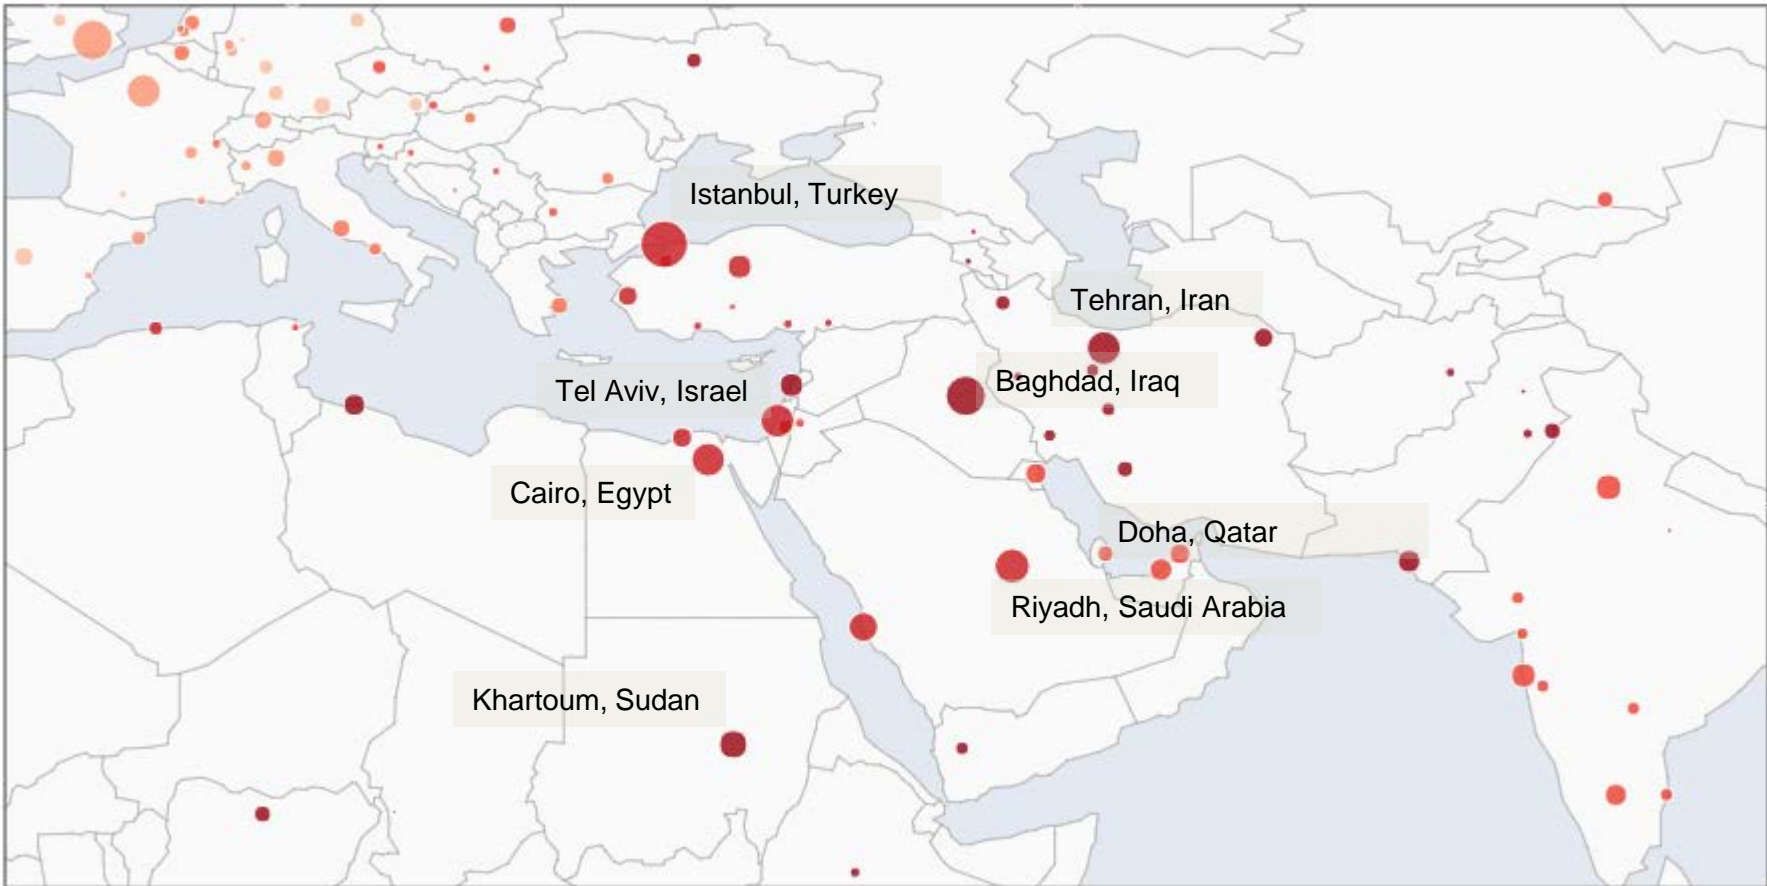 Istanbul, Turkey
Tehran, Iran
Baghdad, Iraq
Tel Aviv, Israel
Cairo, Egypt
Doha, Qatar
Riyadh, Saudi Arabia
Khartoum, Sudan